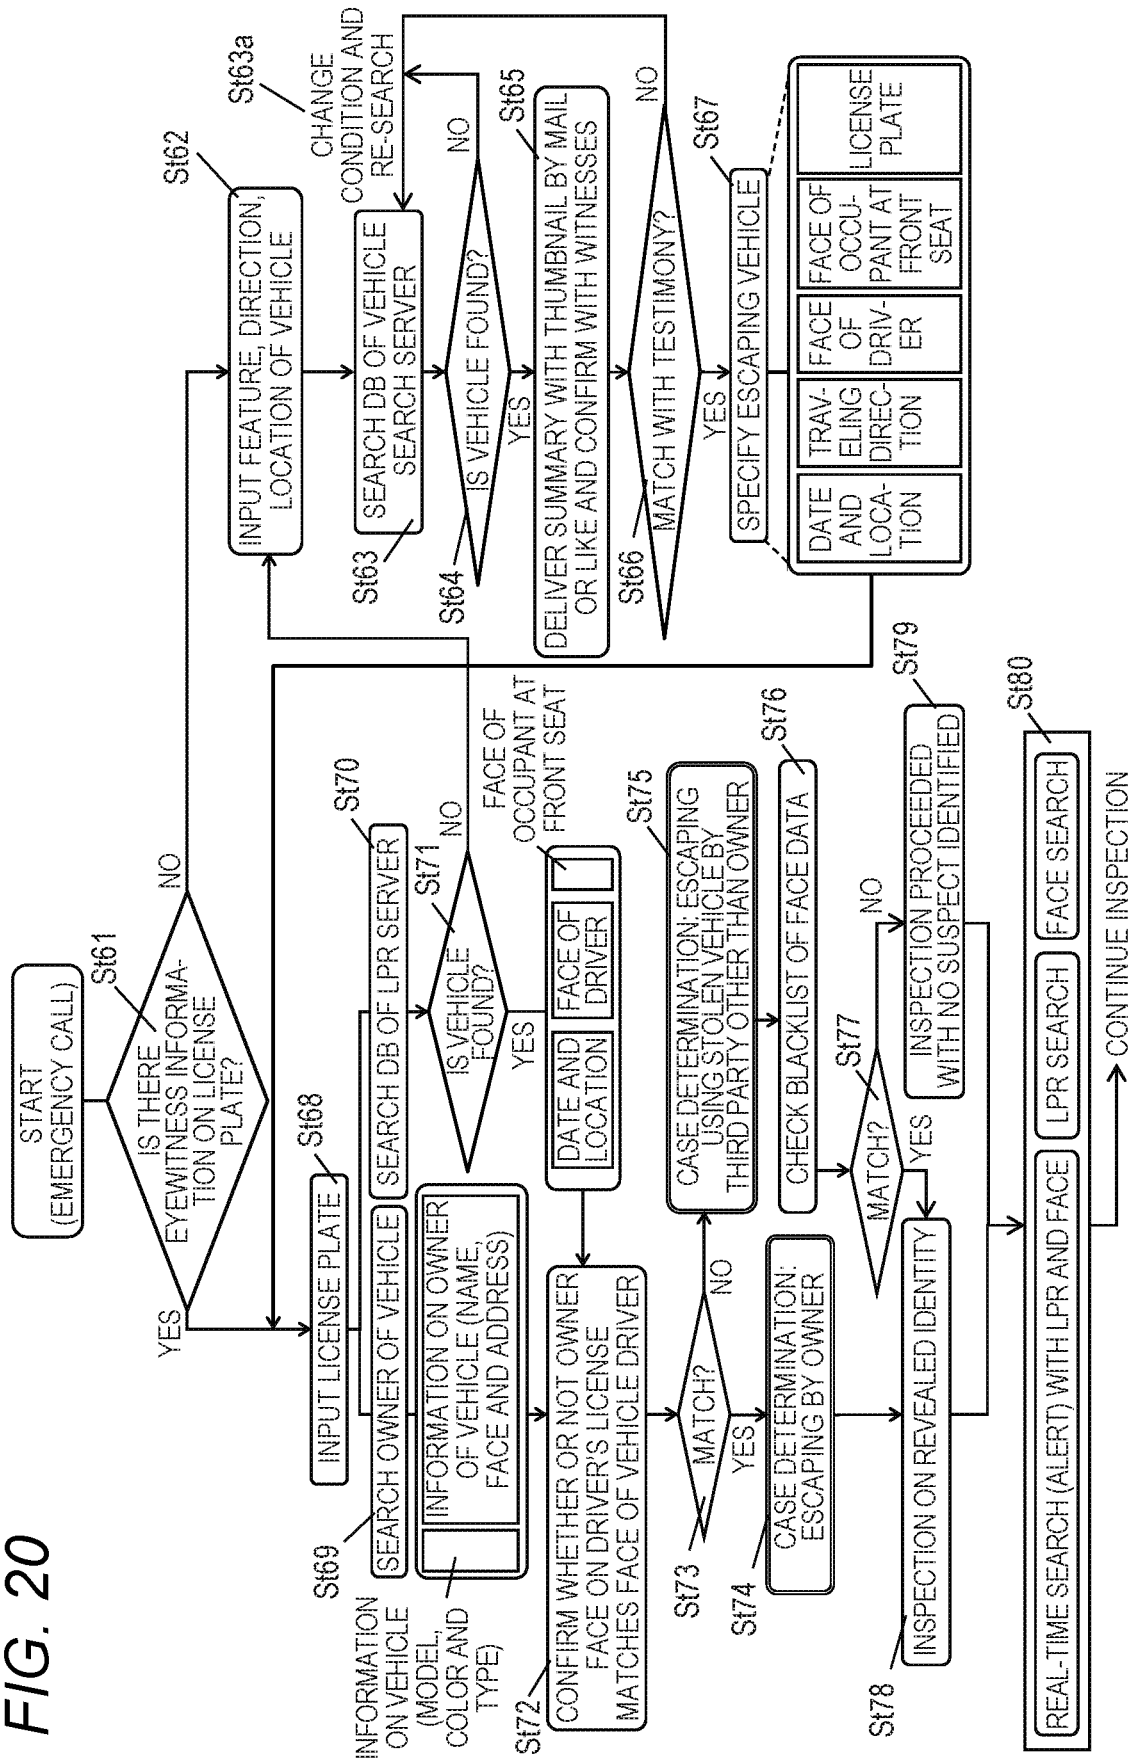 FIG. 20
START
(EMERGENCY CALL)
St61
IS THERE
EYEWITNESS INFORMA-
TION ON LICENSE
PLATE?
YES
NO
St62
INPUT FEATURE, DIRECTION,
LOCATION OF VEHICLE
St63a
CHANGE
CONDITION AND
RE-SEARCH
St63
SEARCH DB OF VEHICLE
SEARCH SERVER
St64
IS VEHICLE FOUND?
NO
YES
St65
DELIVER SUMMARY WITH THUMBNAIL BY MAIL
OR LIKE AND CONFIRM WITH WITNESSES
St66
MATCH WITH TESTIMONY?
NO
YES
St67
SPECIFY ESCAPING VEHICLE
DATE AND
LOCA-
TION
TRAV-
ELING
DIREC-
TION
FACE
OF
DRIV-
ER
FACE OF
OCCU-
PANT AT
FRONT
SEAT
LICENSE
PLATE
St68
INPUT LICENSE PLATE
St69
SEARCH OWNER OF VEHICLE
St70
SEARCH DB OF LPR SERVER
INFORMATION
ON VEHICLE
(MODEL,
COLOR AND
TYPE)
INFORMATION ON OWNER
OF VEHICLE (NAME,
FACE AND ADDRESS)
St71
IS VEHICLE
FOUND?
NO
YES
DATE AND
LOCATION
FACE OF
DRIVER
FACE OF
OCCUPANT AT
FRONT SEAT
St72
CONFIRM WHETHER OR NOT OWNER
FACE ON DRIVER'S LICENSE
MATCHES FACE OF VEHICLE DRIVER
St73
MATCH?
NO
YES
St74
CASE DETERMINATION:
ESCAPING BY OWNER
St75
CASE DETERMINATION: ESCAPING
USING STOLEN VEHICLE BY
THIRD PARTY OTHER THAN OWNER
St76
CHECK BLACKLIST OF FACE DATA
St77
MATCH?
NO
YES
St78
INSPECTION ON REVEALED IDENTITY
St79
INSPECTION PROCEEDED
WITH NO SUSPECT IDENTIFIED
St80
REAL-TIME SEARCH (ALERT) WITH LPR AND FACE
LPR SEARCH
FACE SEARCH
CONTINUE INSPECTION